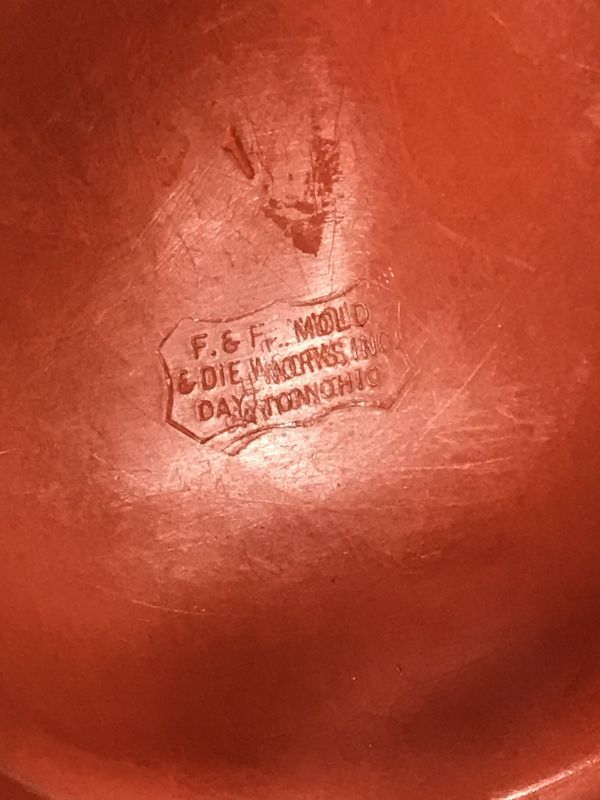 F. & F. MOLD
& DIE WORKS, INC.
DAYTON OHIO